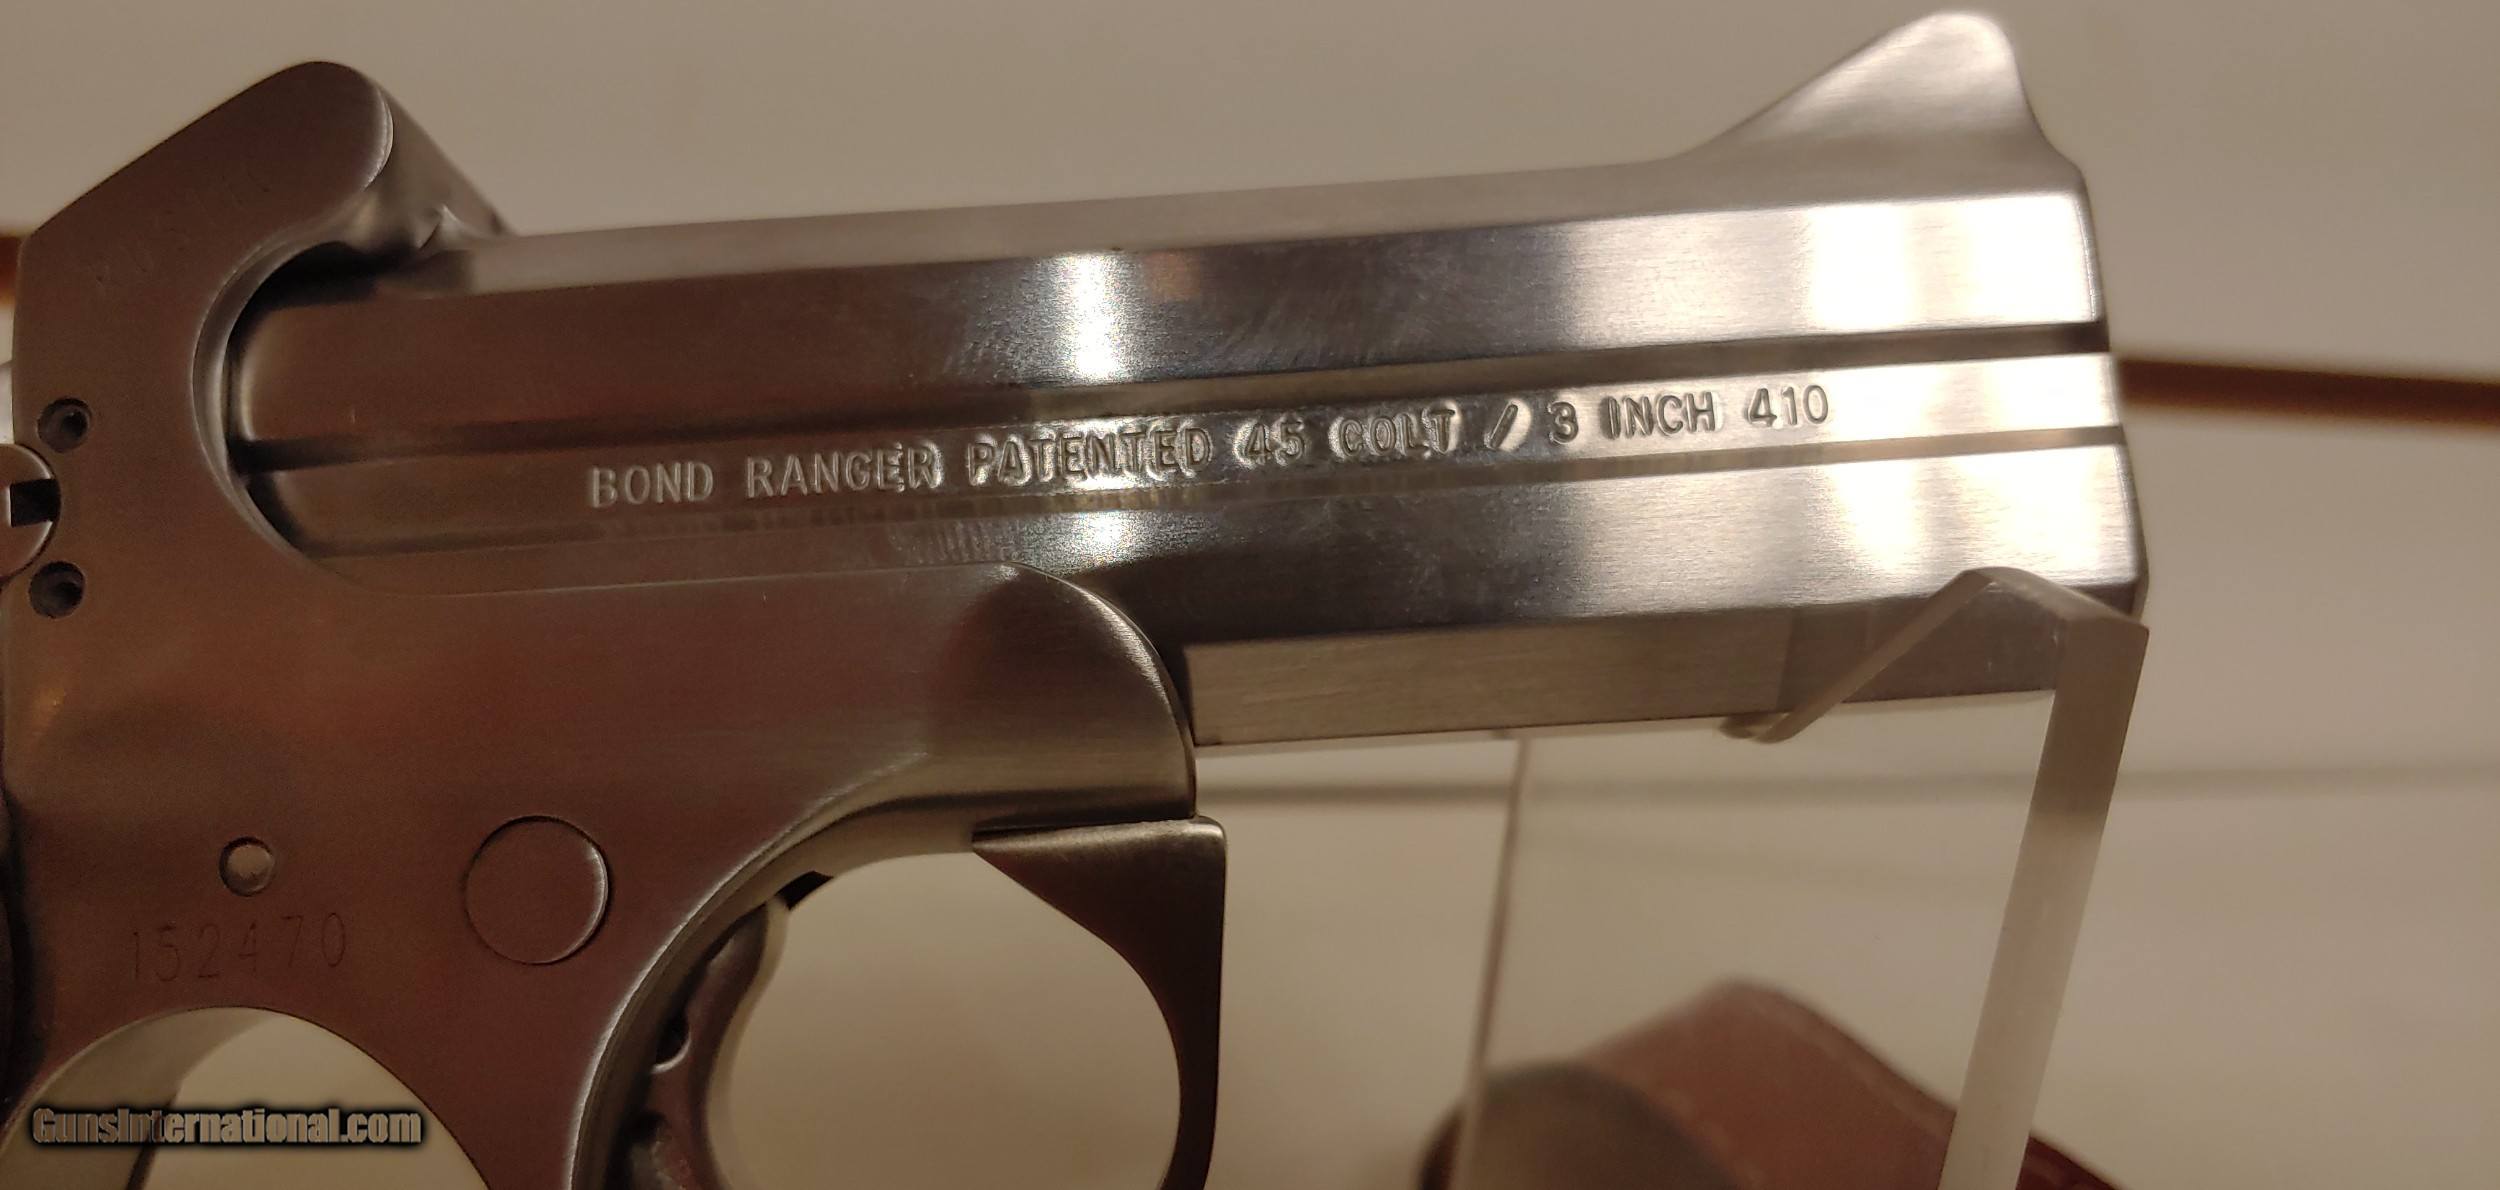 BOND RANGER PATENTED 45 COLT / 3 INCH 410
152470
GunsInternational.com